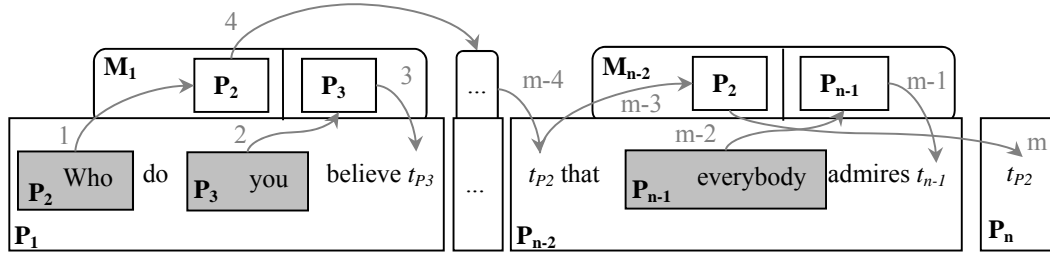 4
M1 P2 P3 3 ... m-4 Mn-2 P2 Pn-1 m-1
1 2 m-3 m-2 m
Who do you believe tP3 ... tP2 that everybody admires tn-1 tP2
P2 P3 Pn-1
P1 Pn-2 Pn